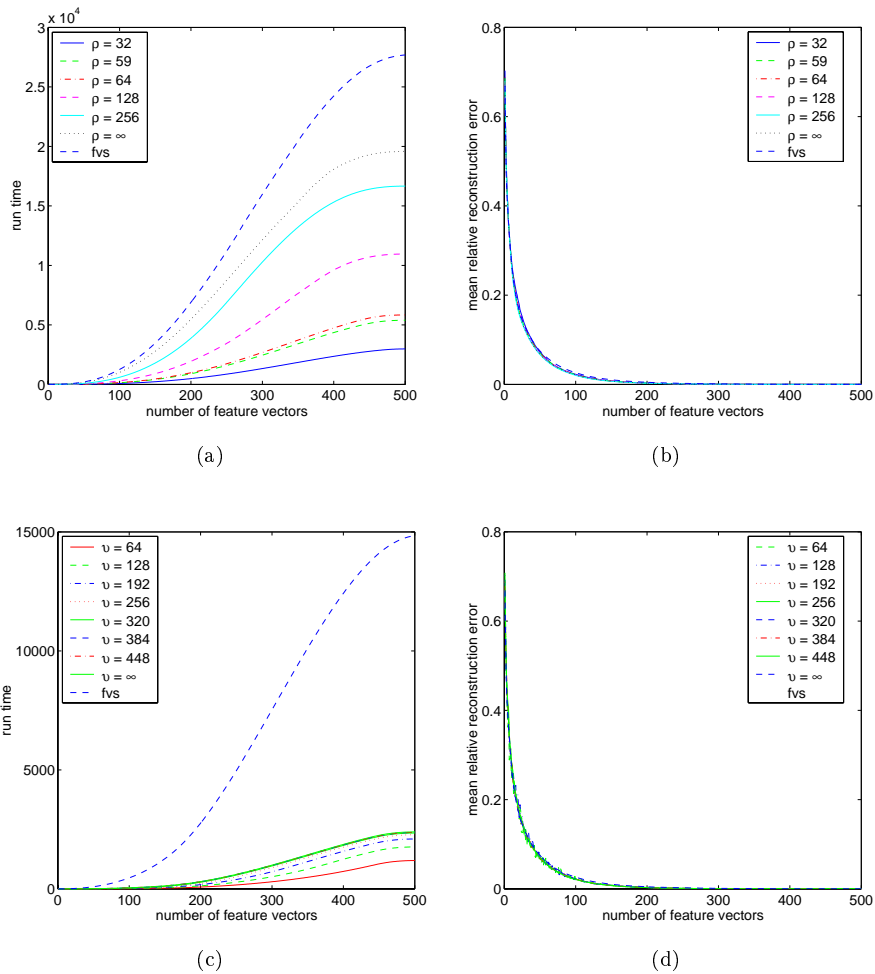 x 10^4
3
2.5
2
1.5
1
0.5
0
0 100 200 300 400 500
run time
number of feature vectors
ρ = 32
ρ = 59
ρ = 64
ρ = 128
ρ = 256
ρ = ∞
fvs
(a)
0.8
0.6
0.4
0.2
0
0 100 200 300 400 500
mean relative reconstruction error
number of feature vectors
ρ = 32
ρ = 59
ρ = 64
ρ = 128
ρ = 256
ρ = ∞
fvs
(b)
15000
10000
5000
0
0 100 200 300 400 500
run time
number of feature vectors
υ = 64
υ = 128
υ = 192
υ = 256
υ = 320
υ = 384
υ = 448
υ = ∞
fvs
(c)
0.8
0.6
0.4
0.2
0
0 100 200 300 400 500
mean relative reconstruction error
number of feature vectors
υ = 64
υ = 128
υ = 192
υ = 256
υ = 320
υ = 384
υ = 448
υ = ∞
fvs
(d)